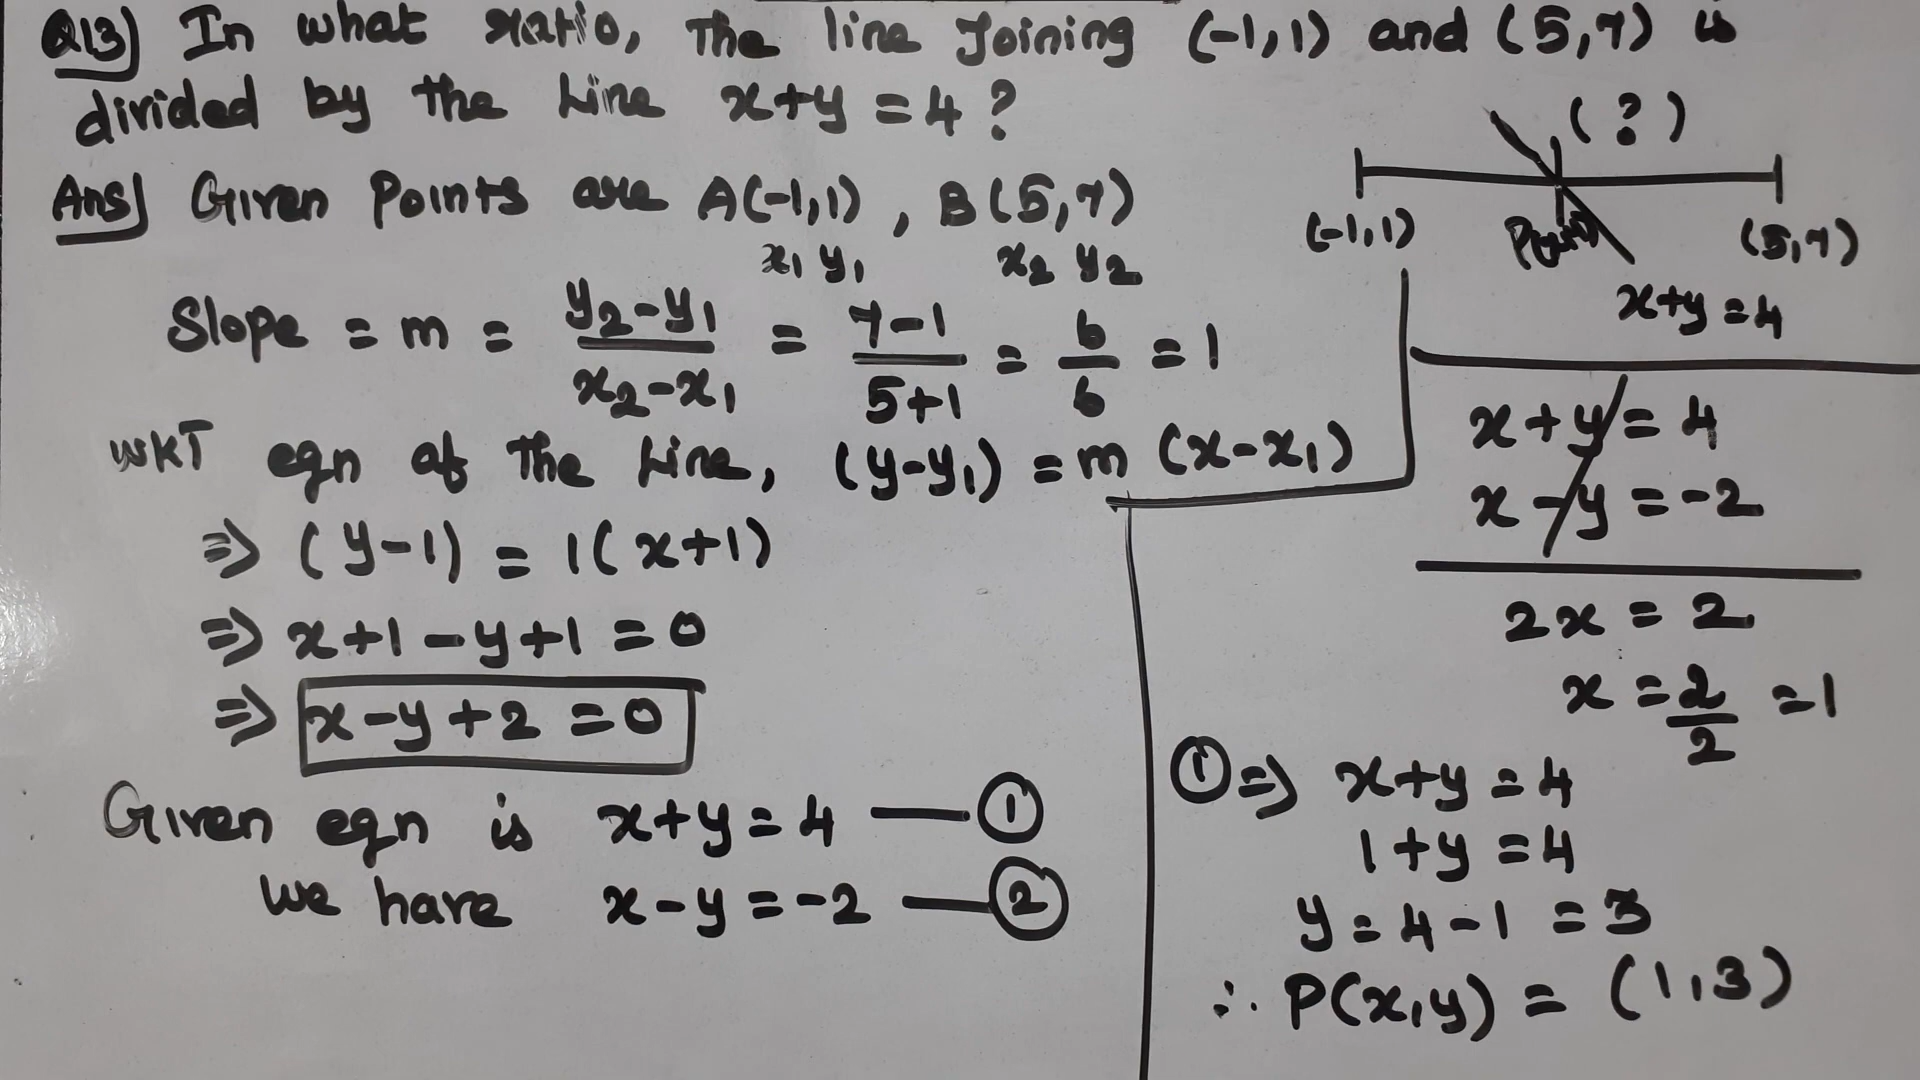 Q13) In what ratio, The line Joining (-1,1) and (5,7) is
divided by the Line x+y=4?
Ans) Given Points are A(-1,1), B(5,7)
x1 y1 x2 y2
Slope = m = y2-y1/x2-x1 = 7-1/5+1 = 6/6 = 1
WKT eqn of The Line, (y-y1) = m (x-x1)
⇒ (y-1) = 1(x+1)
⇒ x+1-y+1=0
⇒ x-y+2=0
Given eqn is x+y=4 — ①
We have x-y=-2 — ②
(?)
(-1,1) (5,7)
x+y=4
x+y=4
x-y=-2
2x = 2
x = 2/2 = 1
①⇒ x+y=4
1+y=4
y=4-1=3
∴ P(x,y) = (1,3)